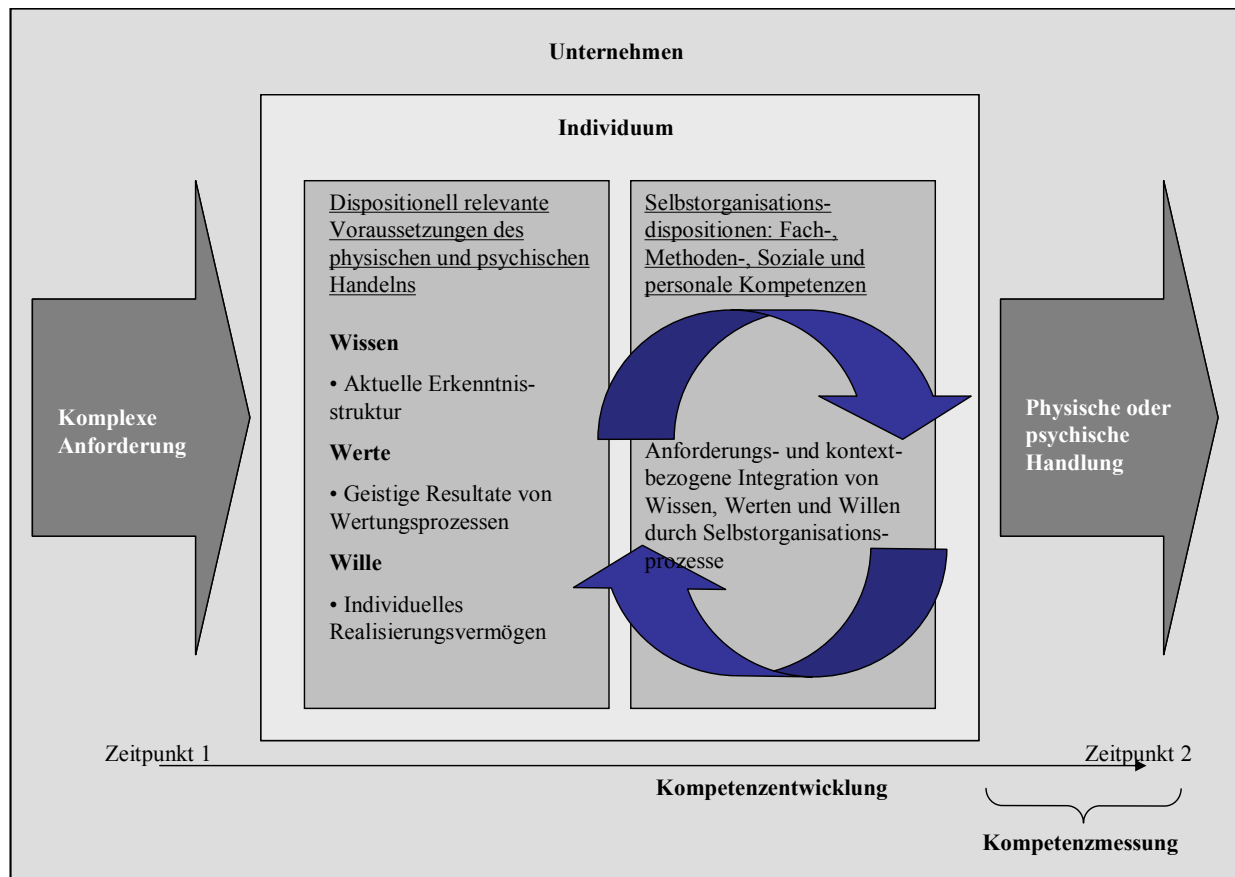 Unternehmen
Individuum
Komplexe
Anforderung
Dispositionell relevante
Voraussetzungen des
physischen und psychischen
Handelns
Wissen
• Aktuelle Erkenntnis-
struktur
Werte
• Geistige Resultate von
Wertungsprozessen
Wille
• Individuelles
Realisierungsvermögen
Selbstorganisations-
dispositionen: Fach-,
Methoden-, Soziale und
personale Kompetenzen
Anforderungs- und kontext-
bezogene Integration von
Wissen, Werten und Willen
durch Selbstorganisations-
prozesse
Physische oder
psychische
Handlung
Zeitpunkt 1
Zeitpunkt 2
Kompetenzentwicklung
Kompetenzmessung